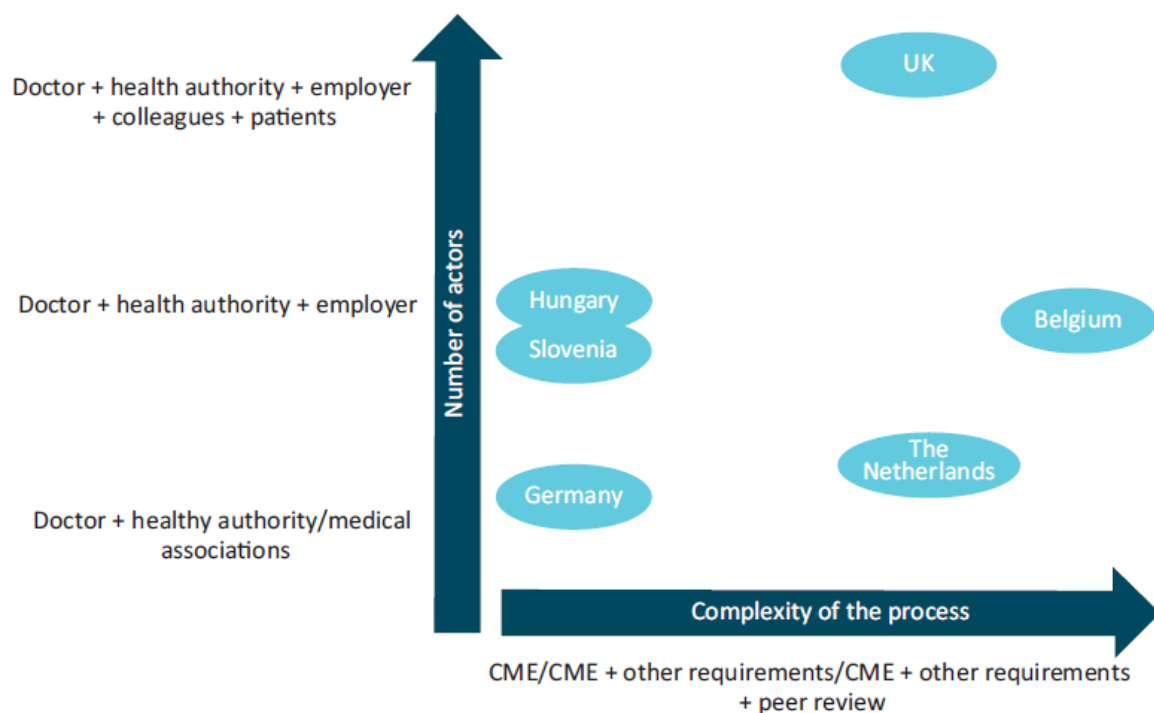 UK
Doctor + health authority + employer
+ colleagues + patients
Number of actors
Hungary
Doctor + health authority + employer
Belgium
Slovenia
The
Netherlands
Germany
Doctor + healthy authority/medical
associations
Complexity of the process
CME/CME + other requirements/CME + other requirements
+ peer review